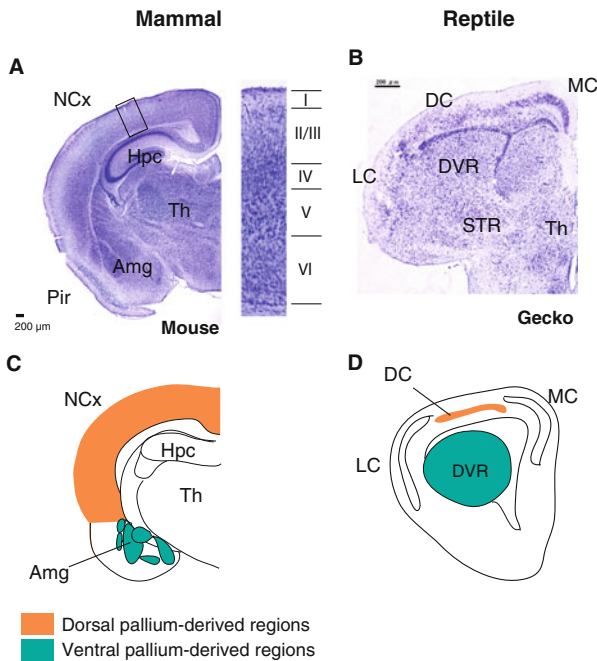 Mammal
Reptile
A
NCx
Hpc
Th
Amg
Pir
200 µm
Mouse
I
II/III
IV
V
VI
B
200 µm
MC
DC
DVR
LC
STR
Th
Gecko
C
NCx
Hpc
Th
Amg
D
DC
MC
LC
DVR
Dorsal pallium-derived regions
Ventral pallium-derived regions